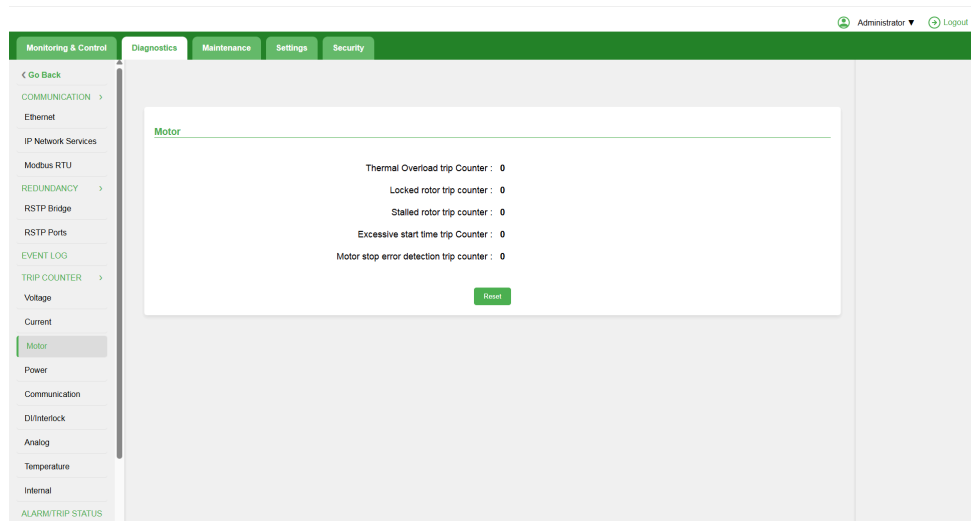 Administrator ▼ Logout
Monitoring & Control Diagnostics Maintenance Settings Security
Go Back
COMMUNICATION
Ethernet
IP Network Services
Modbus RTU
REDUNDANCY
RSTP Bridge
RSTP Ports
EVENT LOG
TRIP COUNTER
Voltage
Current
Motor
Power
Communication
DI/Interlock
Analog
Temperature
Internal
ALARM/TRIP STATUS
Motor
Thermal Overload trip Counter : 0
Locked rotor trip counter : 0
Stalled rotor trip counter : 0
Excessive start time trip Counter : 0
Motor stop error detection trip counter : 0
Reset